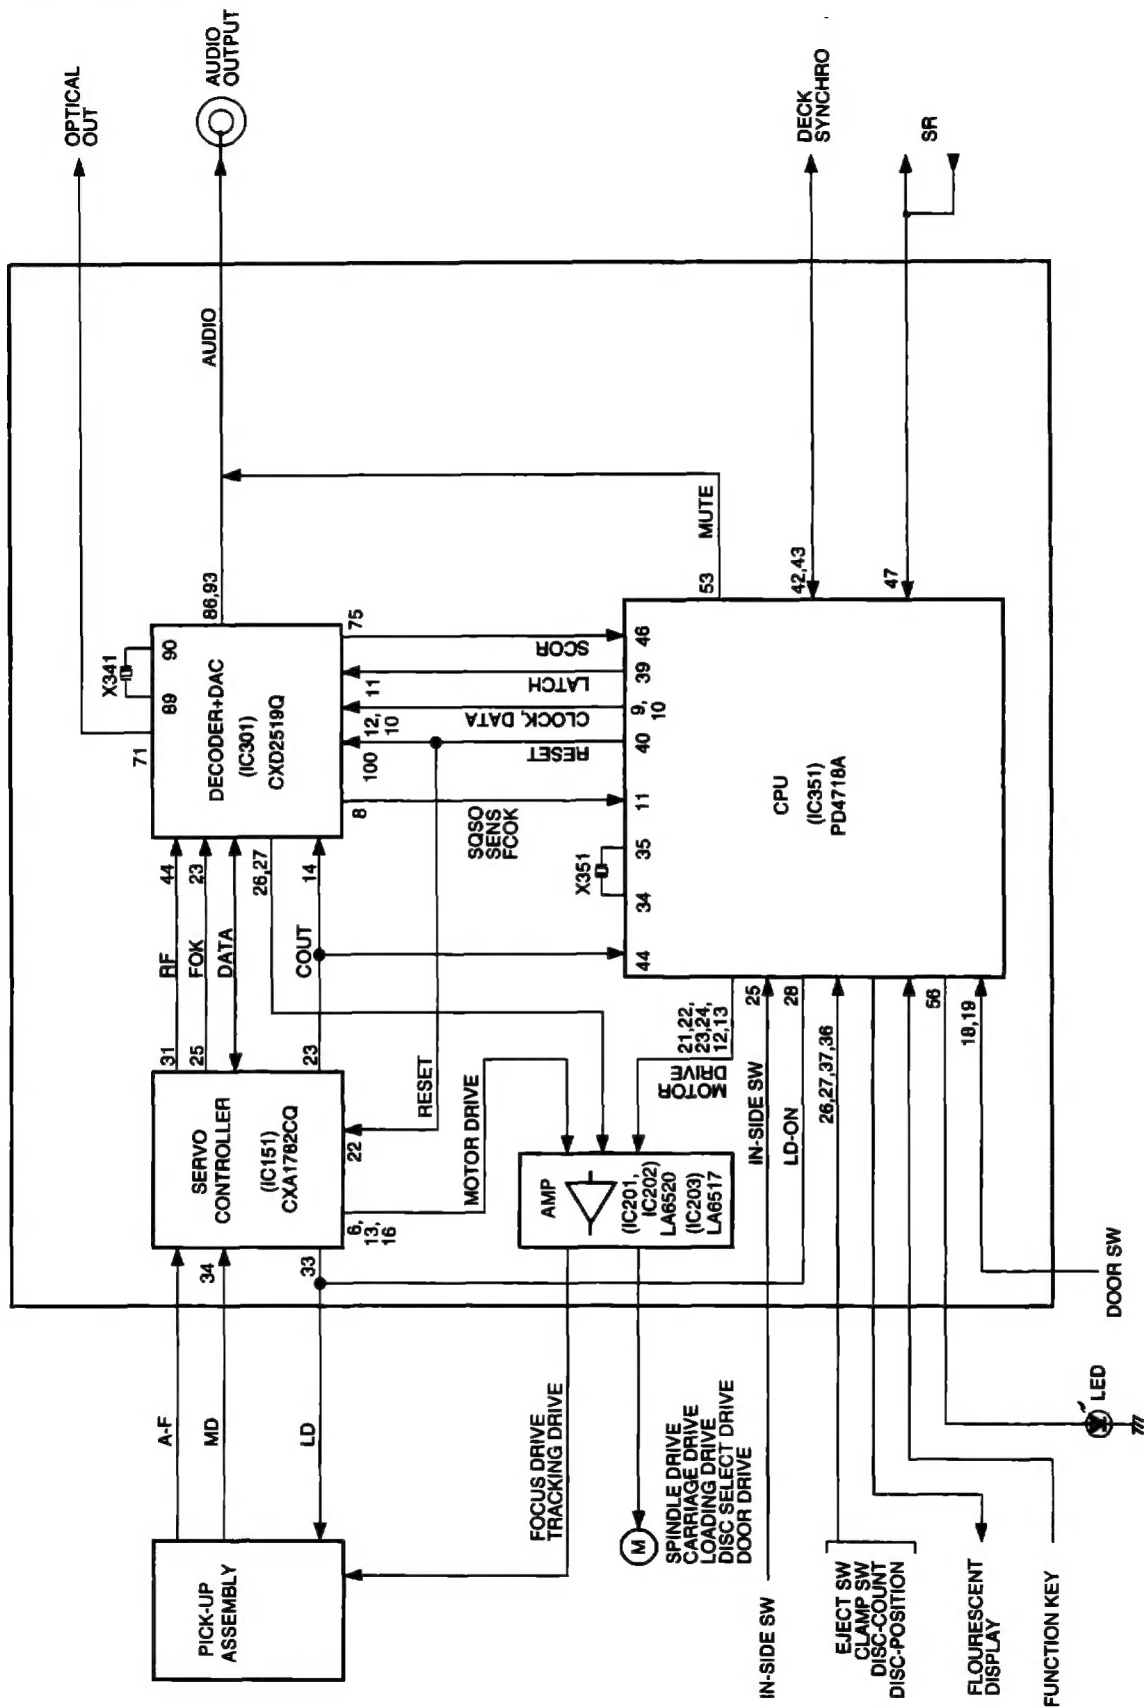 PICK-UP
ASSEMBLY
A-F
MD
34
LD
33
SERVO
CONTROLLER
(IC151)
CXA1782CQ
6,
13,
16
22
31
25
23
RF
FOK
DATA
COUT
RESET
MOTOR DRIVE
44
23
14
26,27
DECODER+DAC
(IC301)
CXD2519Q
71
89
90
X341
86,93
75
11
12,
10
100
8
OPTICAL
OUT
AUDIO
AUDIO
OUTPUT
MUTE
SCOR
LATCH
CLOCK, DATA
RESET
SQSO
SENS
FCOK
FOCUS DRIVE
TRACKING DRIVE
AMP
(IC201,
IC202)
LA6520
(IC203)
LA6517
M
SPINDLE DRIVE
CARRIAGE DRIVE
LOADING DRIVE
DISC SELECT DRIVE
DOOR DRIVE
MOTOR
DRIVE
21,22,
23,24,
12,13
CPU
(IC351)
PD4718A
44
34
35
X351
11
40
9,
10
39
46
53
42,43
47
DECK
SYNCHRO
SR
IN-SIDE SW
IN-SIDE SW
25
LD-ON
28
26,27,37,36
56
18,19
EJECT SW
CLAMP SW
DISC-COUNT
DISC-POSITION
FLOURESCENT
DISPLAY
FUNCTION KEY
LED
DOOR SW